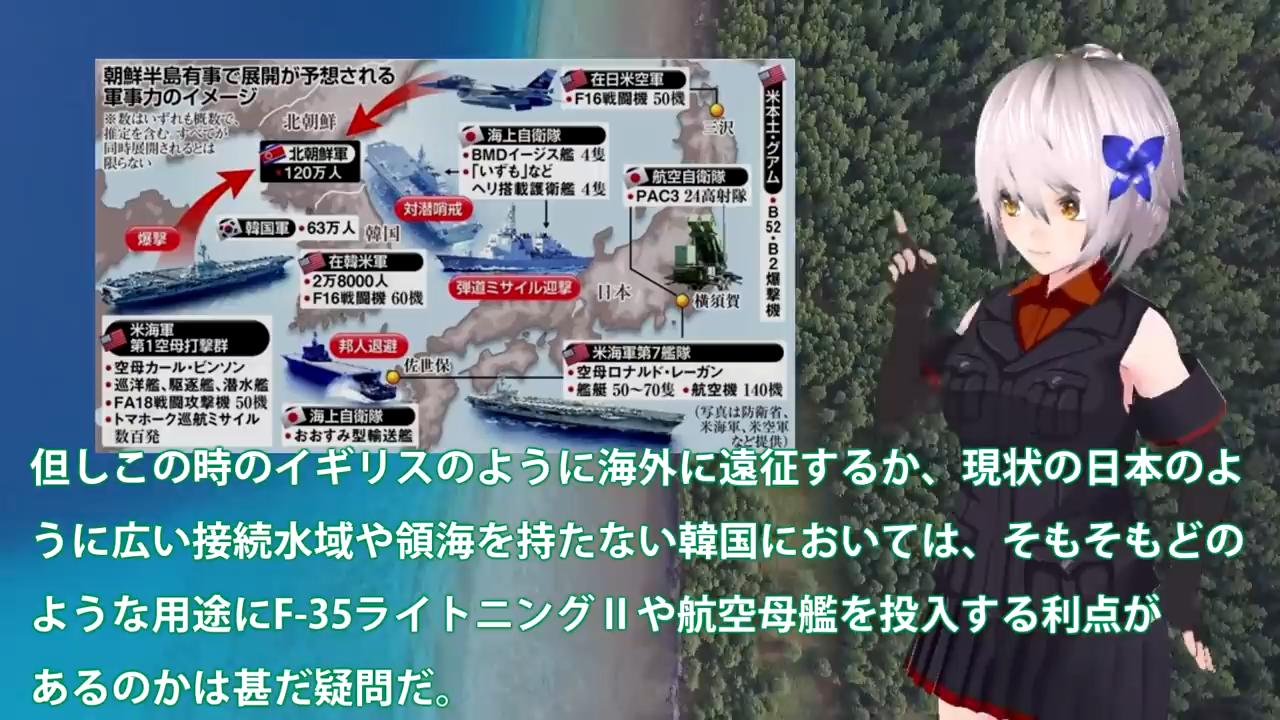 朝鮮半島有事で展開が予想される
軍事力のイメージ
※数はいずれも概数で、
推定を含む。すべてが
同時展開されるとは
限らない
北朝鮮
北朝鮮軍
・120万人
在日米空軍
・F16戦闘機 50機
三沢
米本土・グアム
・B52・B2爆撃機
海上自衛隊
・BMDイージス艦 4隻
・「いずも」など
ヘリ搭載護衛艦 4隻
航空自衛隊
・PAC3 24高射隊
対潜哨戒
爆撃
韓国軍 ・63万人
韓国
在韓米軍
・2万8000人
・F16戦闘機 60機
弾道ミサイル迎撃
日本
横須賀
米海軍
第1空母打撃群
・空母カール・ビンソン
・巡洋艦、駆逐艦、潜水艦
・FA18戦闘攻撃機 50機
・トマホーク巡航ミサイル
数百発
邦人退避
佐世保
海上自衛隊
・おおすみ型輸送艦
米海軍第7艦隊
・空母ロナルド・レーガン
・艦艇 50〜70隻 ・航空機 140機
(写真は防衛省、
米海軍、米空軍
など提供)
但しこの時のイギリスのように海外に遠征するか、現状の日本のよ
うに広い接続水域や領海を持たない韓国においては、そもそもどの
ような用途にF-35ライトニングⅡや航空母艦を投入する利点が
あるのかは甚だ疑問だ。